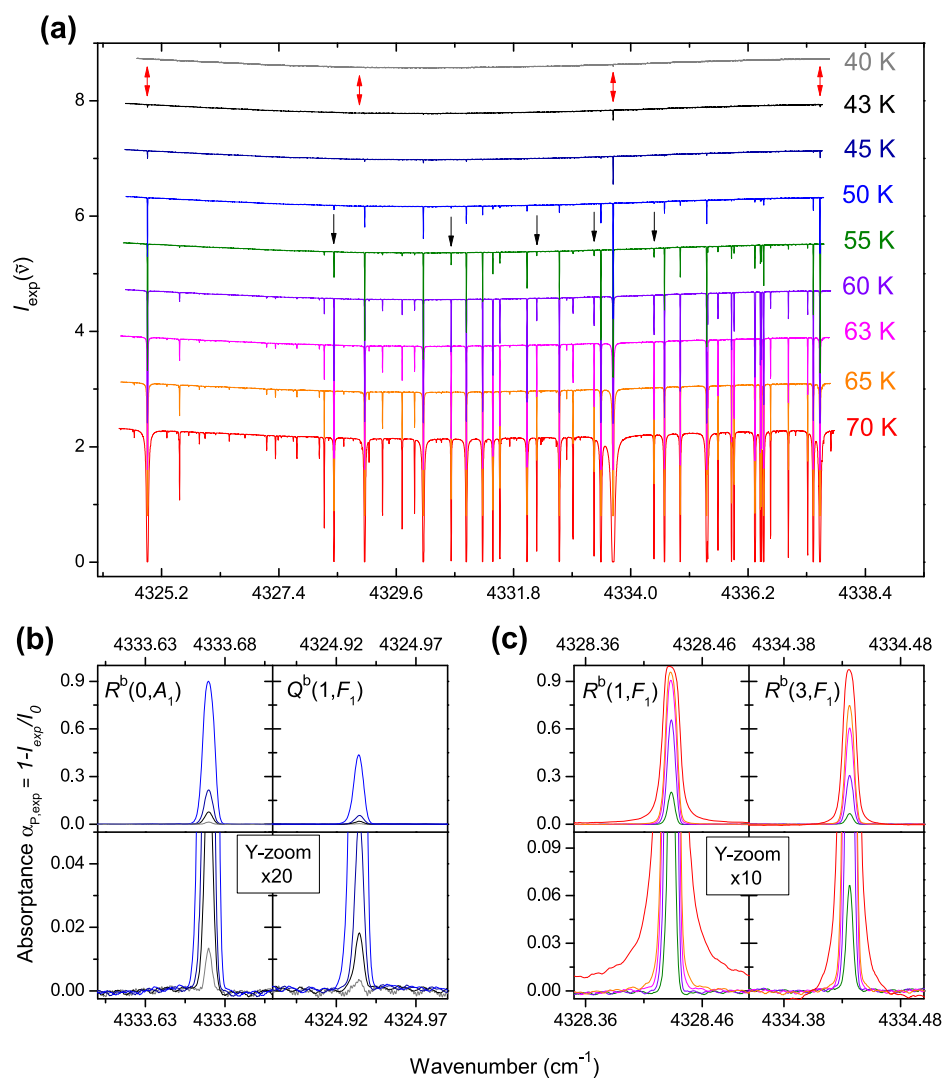 (a)
8
6
4
2
0
I_exp(ṽ)
40 K
43 K
45 K
50 K
55 K
60 K
63 K
65 K
70 K
4325.2 4327.4 4329.6 4331.8 4334.0 4336.2 4338.4
(b)
4333.63 4333.68 4324.92 4324.97
R^b(0,A_1) Q^b(1,F_1)
0.9
0.6
0.3
0.0
Y-zoom
x20
0.04
0.02
0.00
4333.63 4333.68 4324.92 4324.97
Absorptance α_P,exp = 1-I_exp/I_0
(c)
4328.36 4328.46 4334.38 4334.48
R^b(1,F_1) R^b(3,F_1)
0.9
0.6
0.3
0.0
Y-zoom
x10
0.09
0.06
0.03
0.00
4328.36 4328.46 4334.38 4334.48
Wavenumber (cm⁻¹)